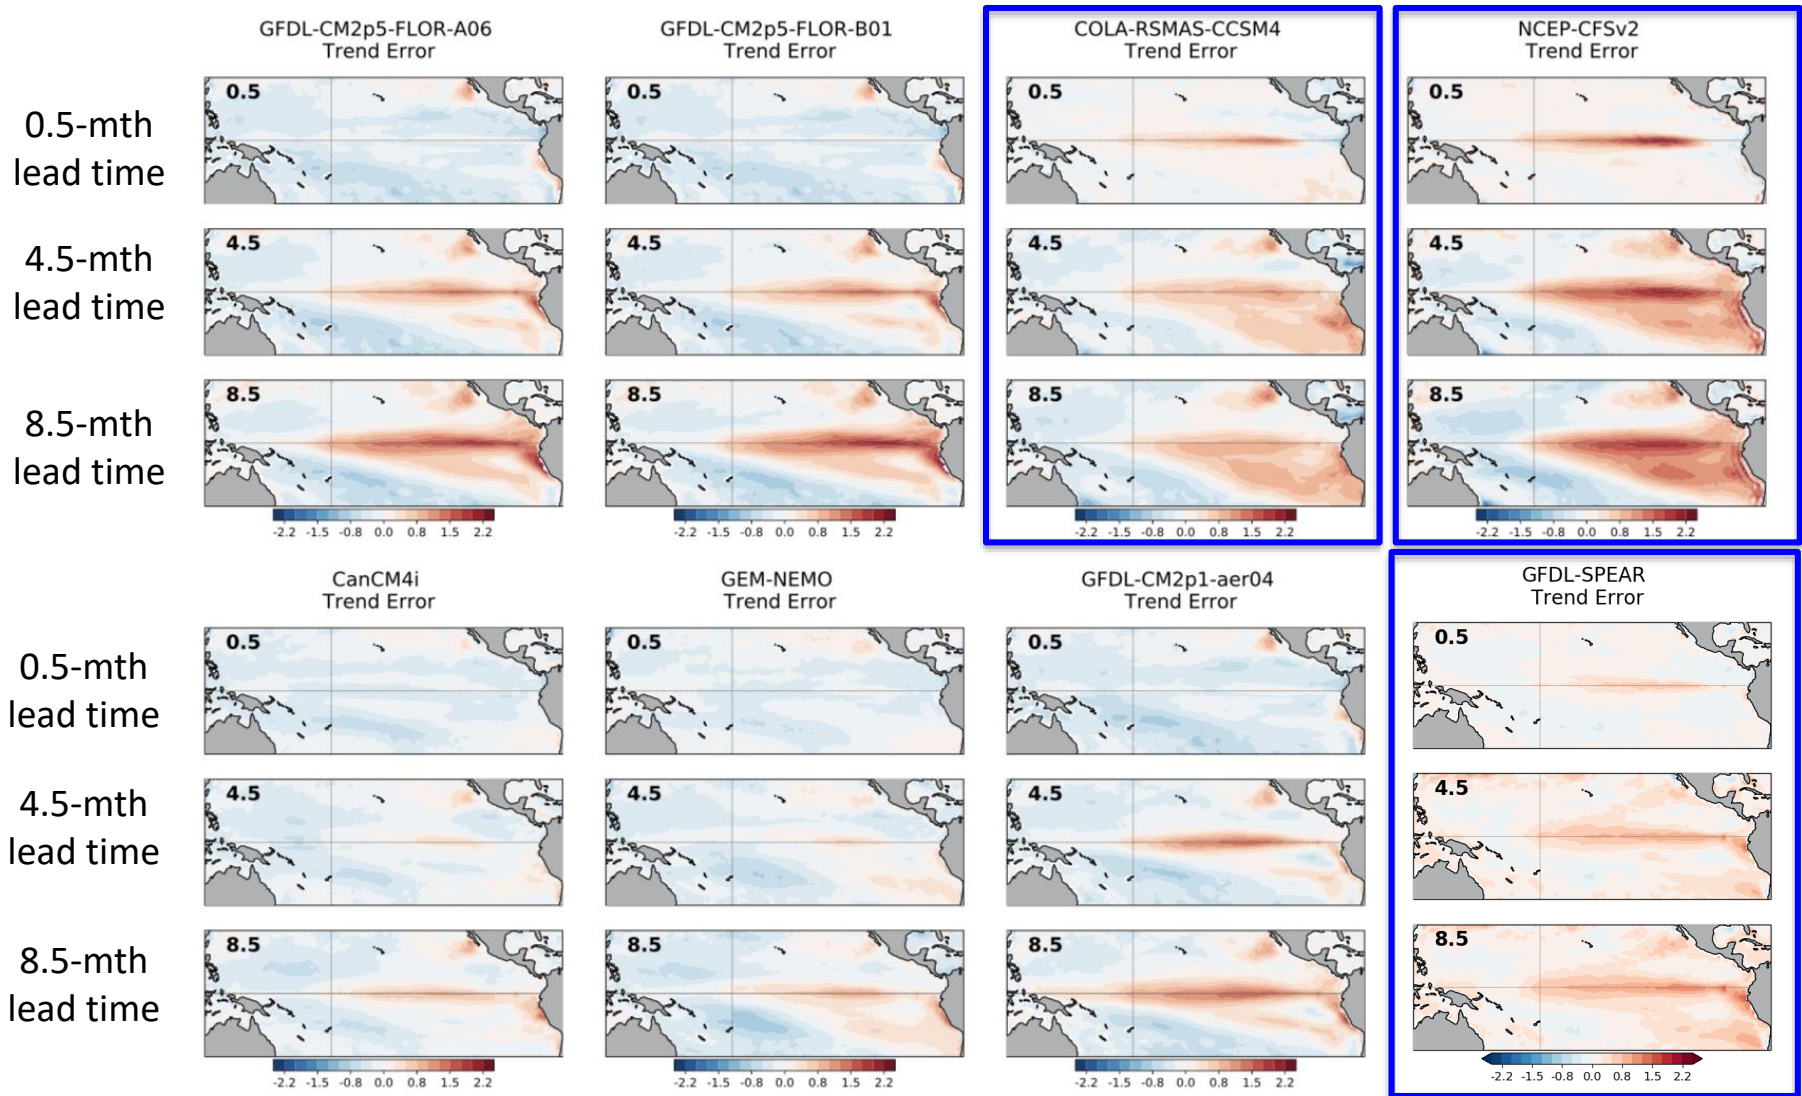 GFDL-CM2p5-FLOR-A06
Trend Error
GFDL-CM2p5-FLOR-B01
Trend Error
COLA-RSMAS-CCSM4
Trend Error
NCEP-CFSv2
Trend Error
0.5-mth
lead time
0.5
0.5
0.5
0.5
4.5-mth
lead time
4.5
4.5
4.5
4.5
8.5-mth
lead time
8.5
8.5
8.5
8.5
-2.2 -1.5 -0.8 0.0 0.8 1.5 2.2
-2.2 -1.5 -0.8 0.0 0.8 1.5 2.2
-2.2 -1.5 -0.8 0.0 0.8 1.5 2.2
-2.2 -1.5 -0.8 0.0 0.8 1.5 2.2
CanCM4i
Trend Error
GEM-NEMO
Trend Error
GFDL-CM2p1-aer04
Trend Error
GFDL-SPEAR
Trend Error
0.5-mth
lead time
0.5
0.5
0.5
0.5
4.5-mth
lead time
4.5
4.5
4.5
4.5
8.5-mth
lead time
8.5
8.5
8.5
8.5
-2.2 -1.5 -0.8 0.0 0.8 1.5 2.2
-2.2 -1.5 -0.8 0.0 0.8 1.5 2.2
-2.2 -1.5 -0.8 0.0 0.8 1.5 2.2
-2.2 -1.5 -0.8 0.0 0.8 1.5 2.2